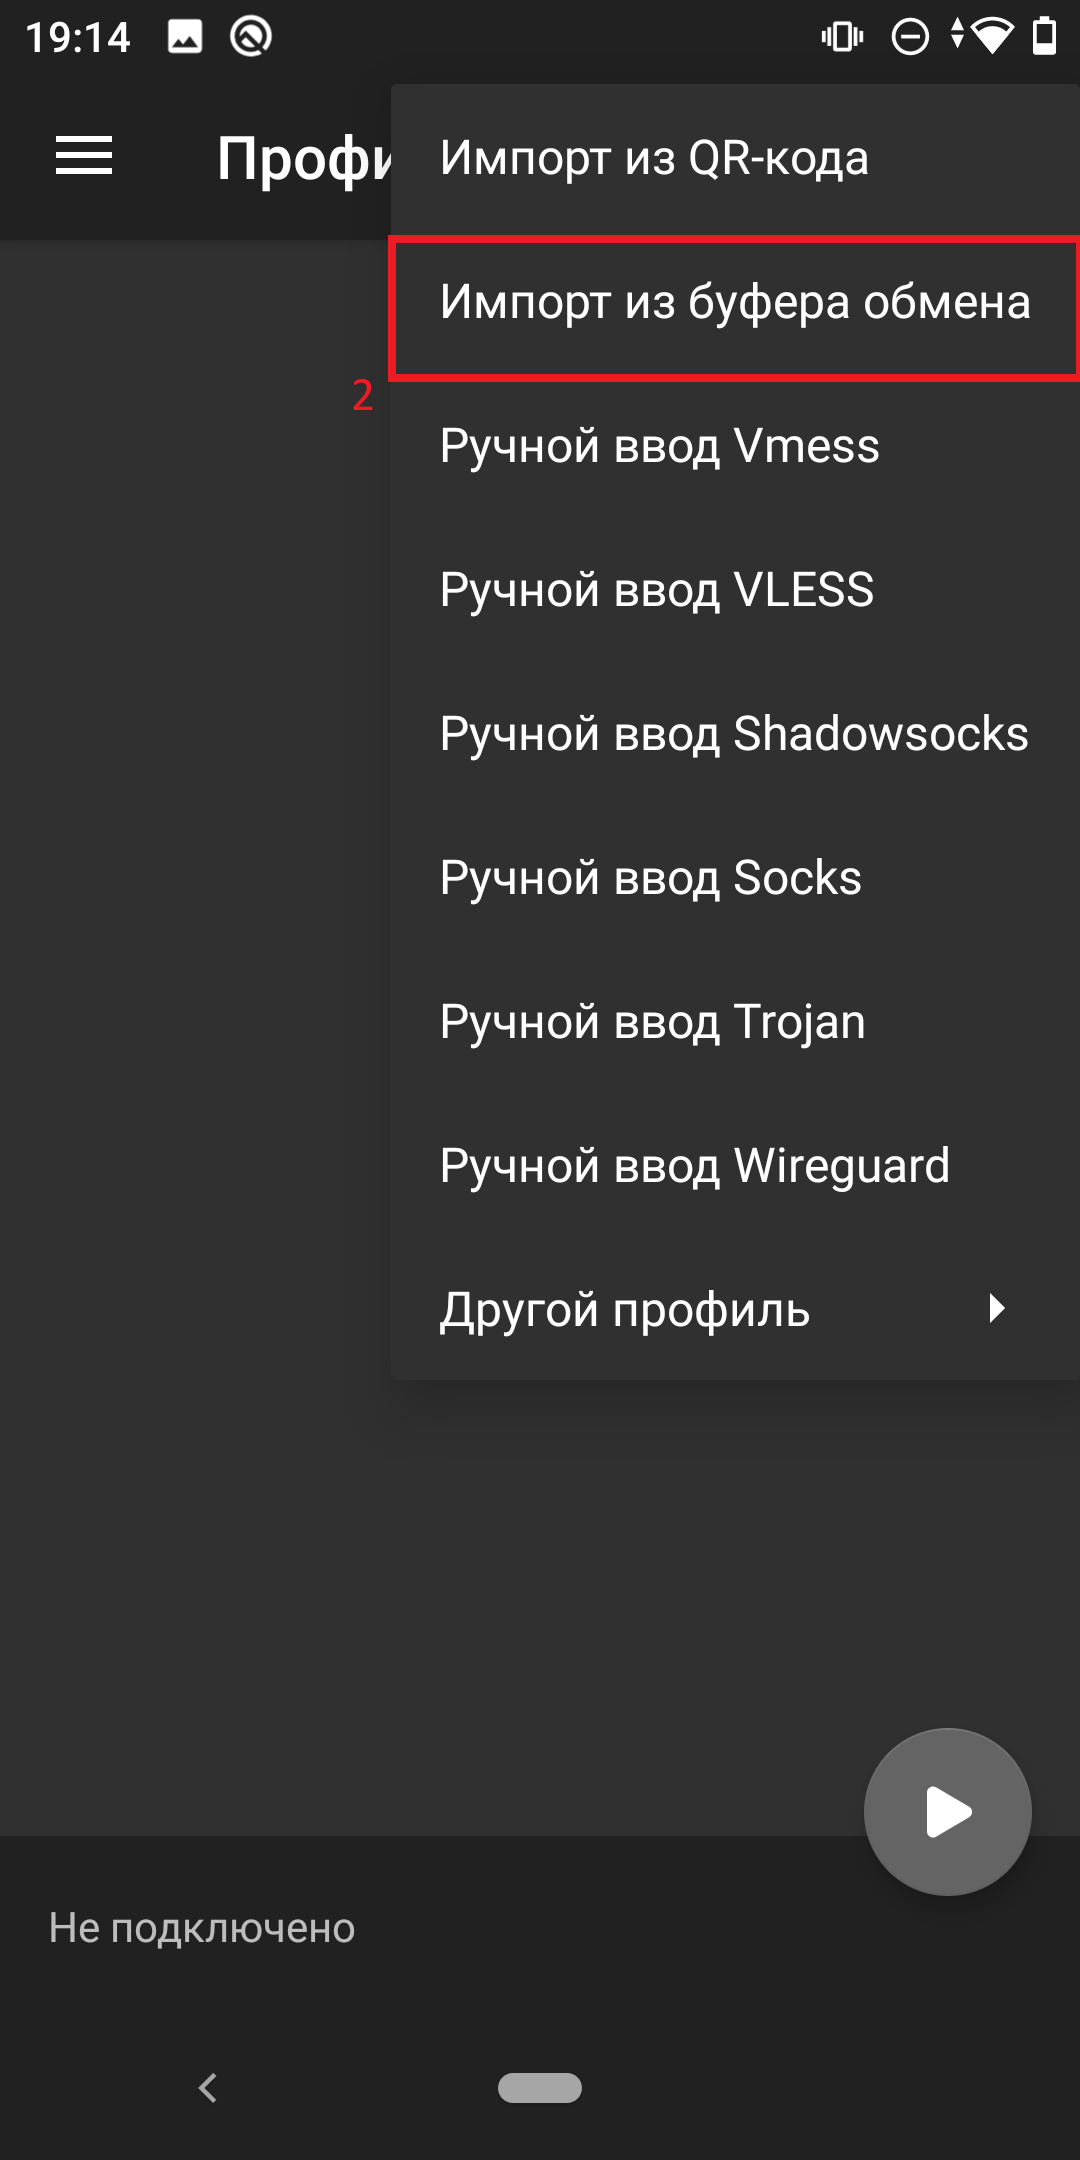 19:14
Профи
Импорт из QR-кода
Импорт из буфера обмена
2
Ручной ввод Vmess
Ручной ввод VLESS
Ручной ввод Shadowsocks
Ручной ввод Socks
Ручной ввод Trojan
Ручной ввод Wireguard
Другой профиль
Не подключено